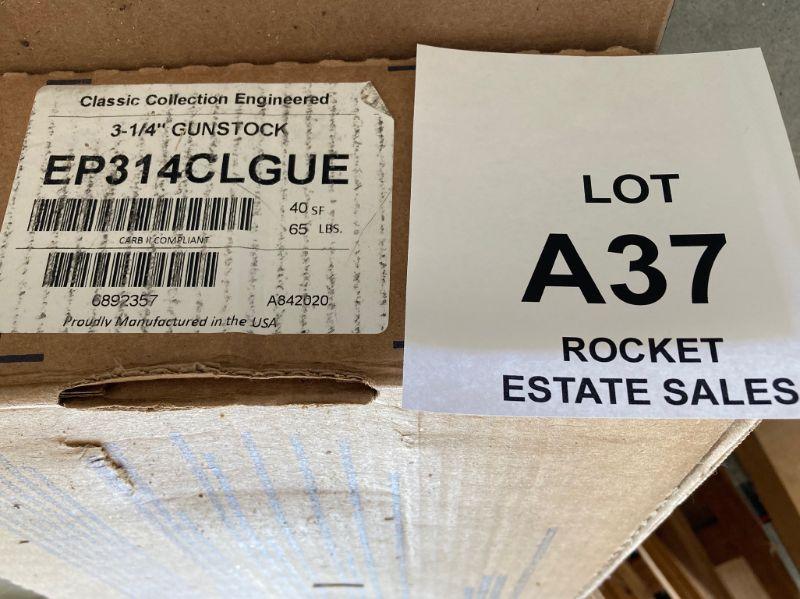 Classic Collection Engineered
3-1/4" GUNSTOCK
EP314CLGUE
40 SF
65 LBS.
CARB II COMPLIANT
6892357 A842020
Proudly Manufactured in the USA
LOT
A37
ROCKET
ESTATE SALES